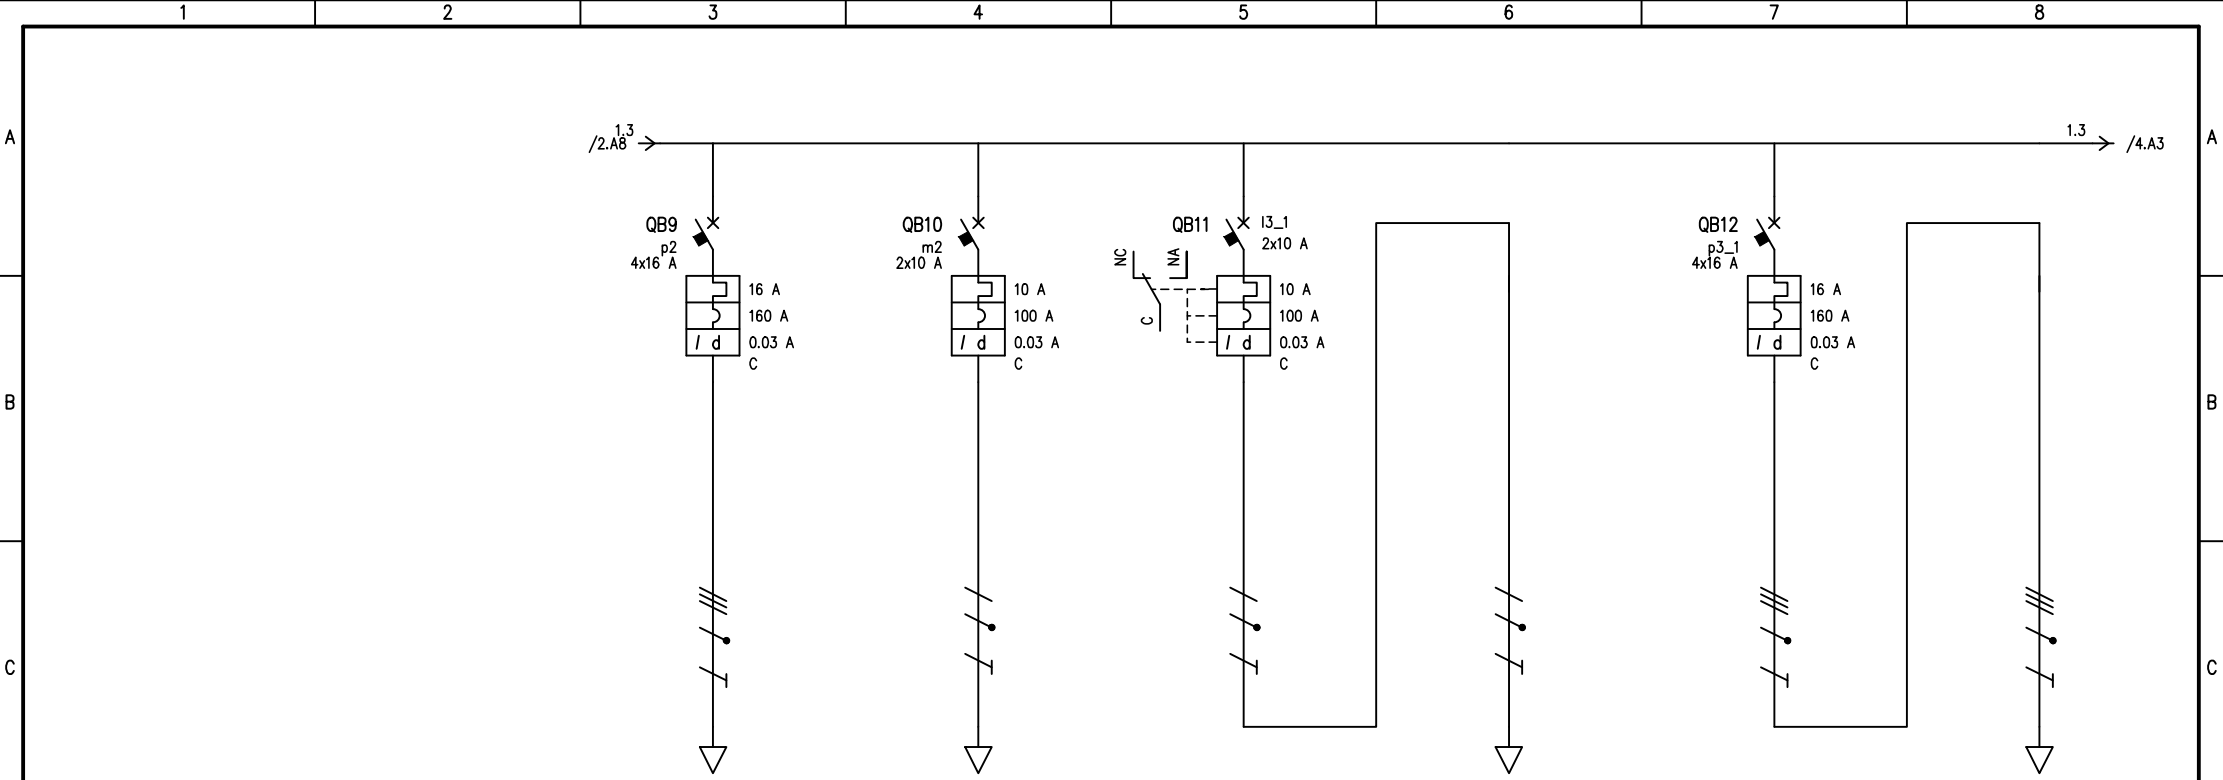 1 2 3 4 5 6 7 8
A A
1.3 1.3
/2.A8 /4.A3
QB9
p2
4x16 A
16 A
160 A
I d 0.03 A
C
QB10
m2
2x10 A
10 A
100 A
I d 0.03 A
C
QB11
l3_1
2x10 A
NC
NA
C
10 A
100 A
I d 0.03 A
C
QB12
p3_1
4x16 A
16 A
160 A
I d 0.03 A
C
B B
C C